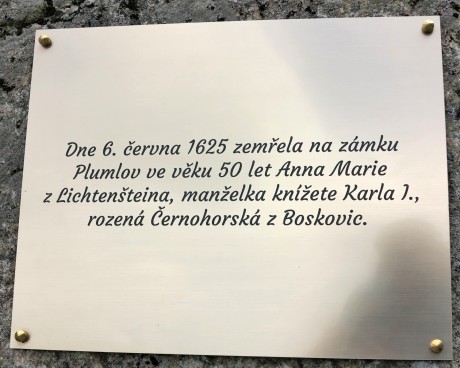 Dne 6. června 1625 zemřela na zámku
Plumlov ve věku 50 let Anna Marie
z Lichtenšteina, manželka knížete Karla I.,
rozená Černohorská z Boskovic.